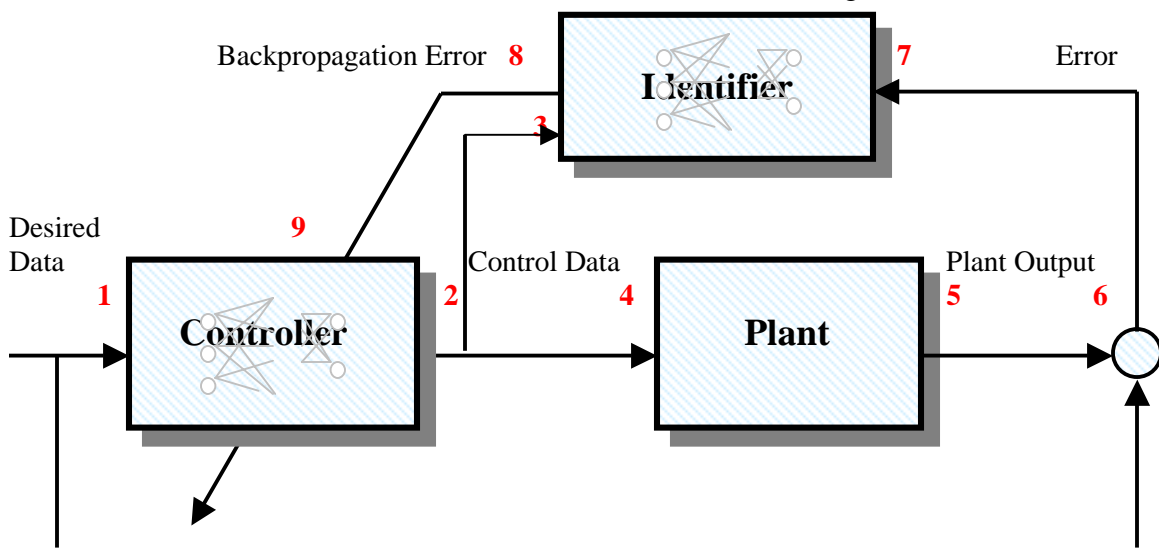 Backpropagation Error 8
7 Error
Identifier
3
Desired
Data
9
Control Data
Plant Output
1
2
4
5
6
Controller
Plant